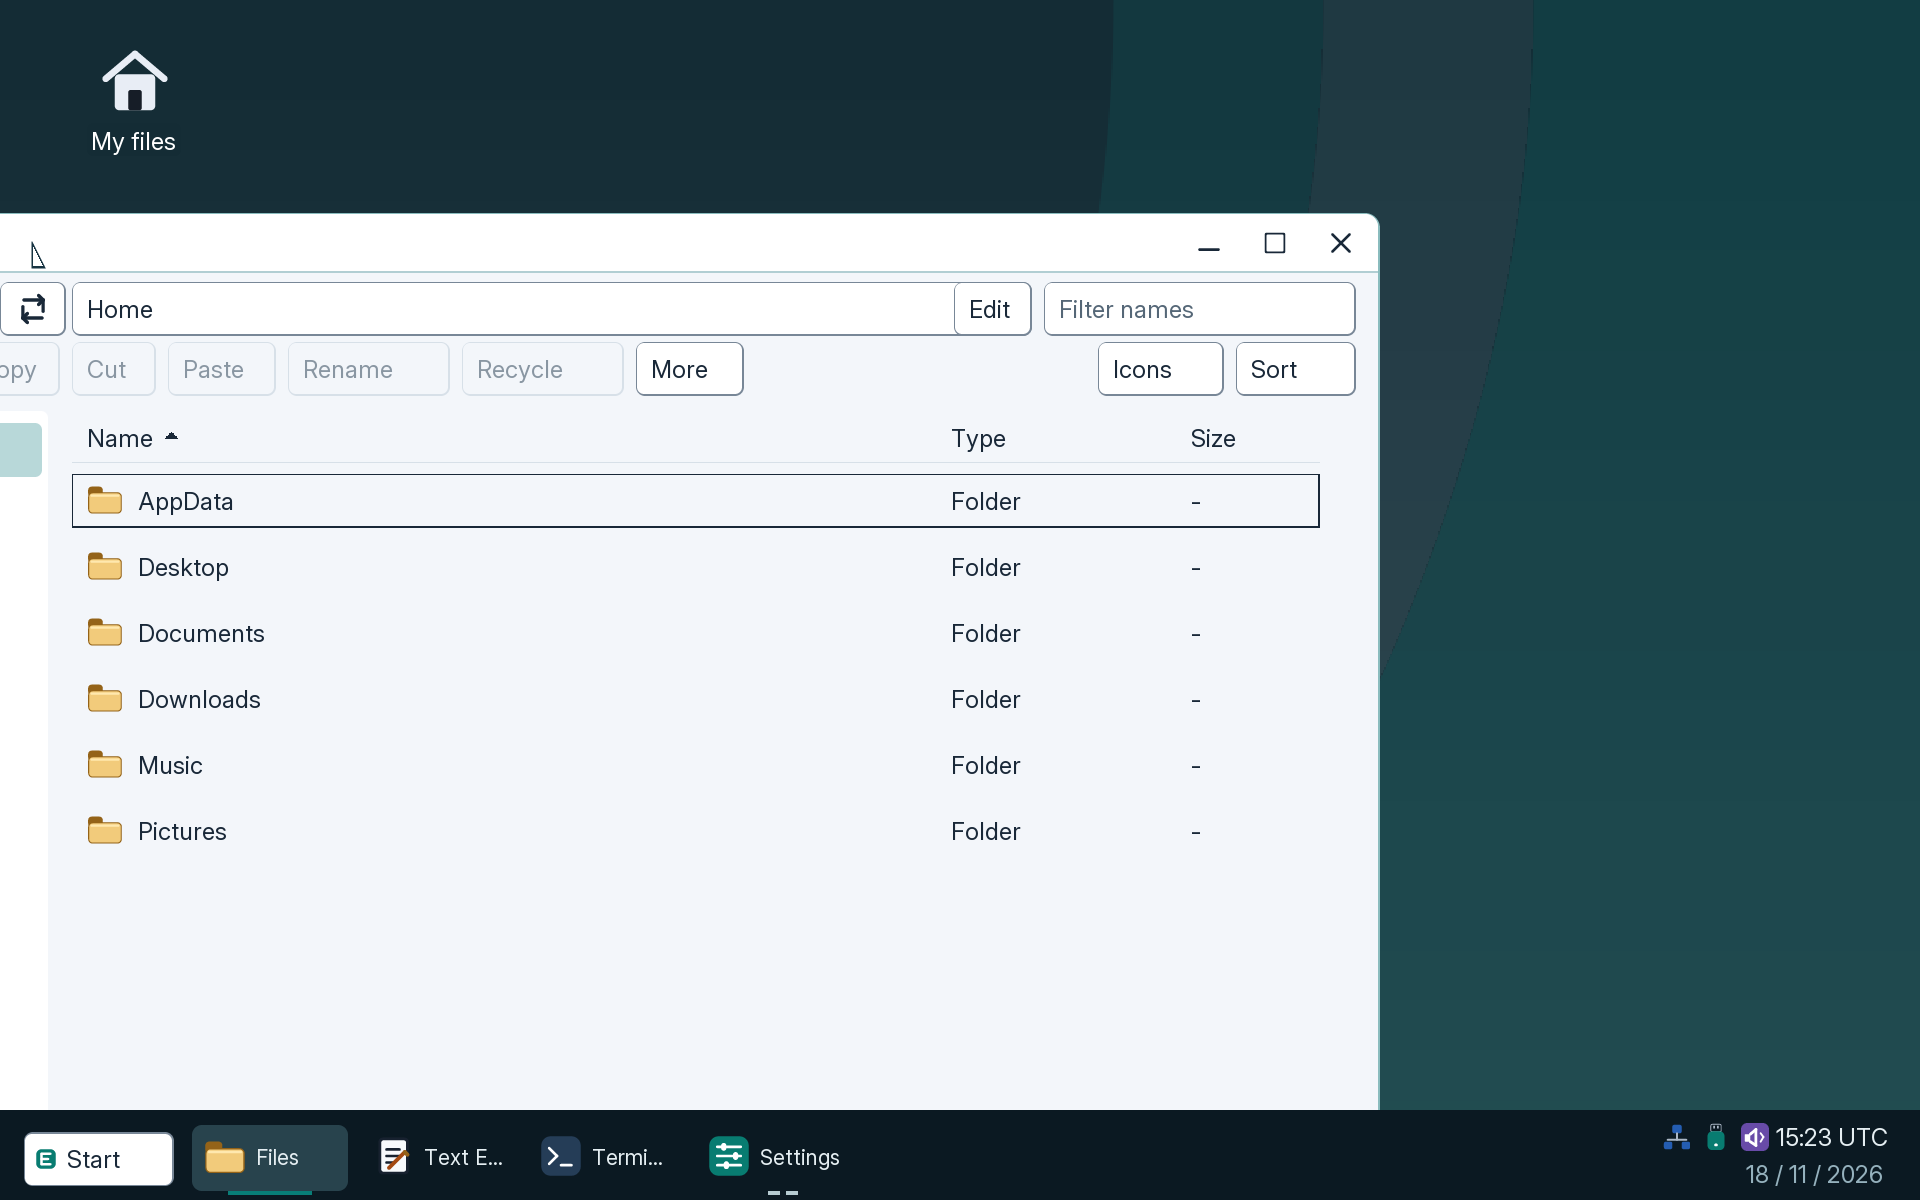 My files
Home
Edit
Filter names
opy
Cut
Paste
Rename
Recycle
More
Icons
Sort
Name
Type
Size
AppData
Folder
-
Desktop
Folder
-
Documents
Folder
-
Downloads
Folder
-
Music
Folder
-
Pictures
Folder
-
Start
Files
Text E...
Termi...
Settings
15:23 UTC
18 / 11 / 2026